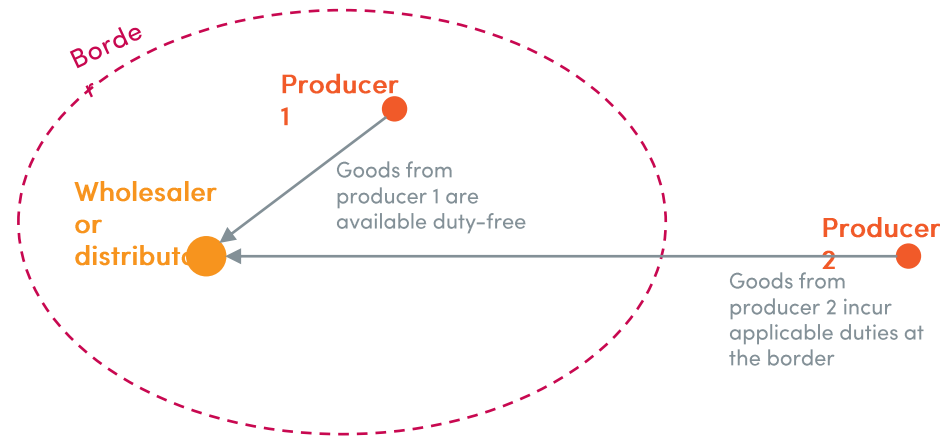 Borde
r
Producer
1
Goods from
producer 1 are
available duty-free
Wholesaler
or
distributo
Producer
2
Goods from
producer 2 incur
applicable duties at
the border